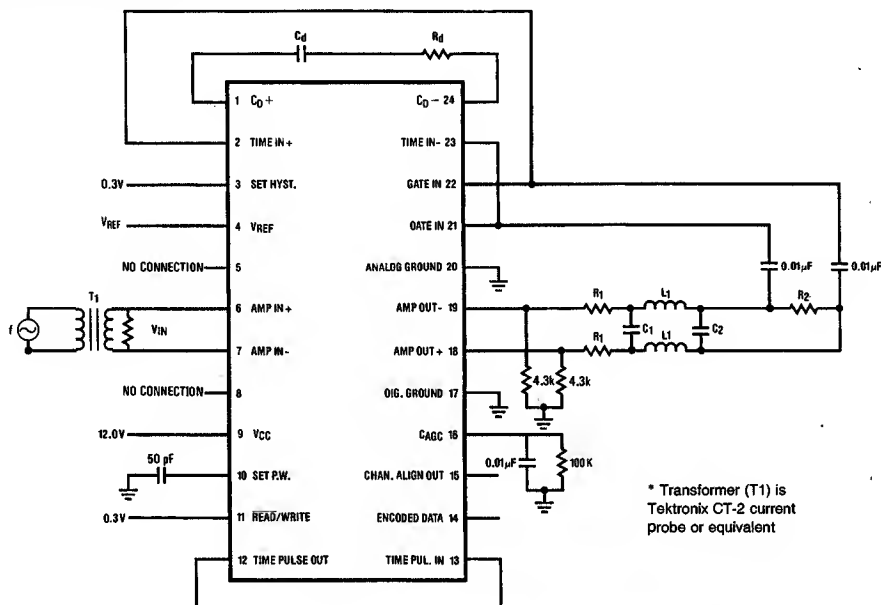 Cd
Rd
1 CD+
CD− 24
2 TIME IN+
TIME IN- 23
0.3V
3 SET HYST.
GATE IN 22
VREF
4 VREF
OATE IN 21
0.01µF
0.01µF
NO CONNECTION
5
ANALOG GROUND 20
T1
f
VIN
6 AMP IN+
AMP OUT- 19
R1
L1
R2
C1
C2
7 AMP IN-
AMP OUT+ 18
R1
L1
4.3k
4.3k
NO CONNECTION
8
OIG. GROUND 17
12.0V
9 VCC
CAGC 16
50 pF
10 SET P.W.
0.01µF
100 K
CHAN. ALIGN OUT 15
0.3V
11 READ/WRITE
ENCODED DATA 14
12 TIME PULSE OUT
TIME PUL. IN 13
* Transformer (T1) is
Tektronix CT-2 current
probe or equivalent